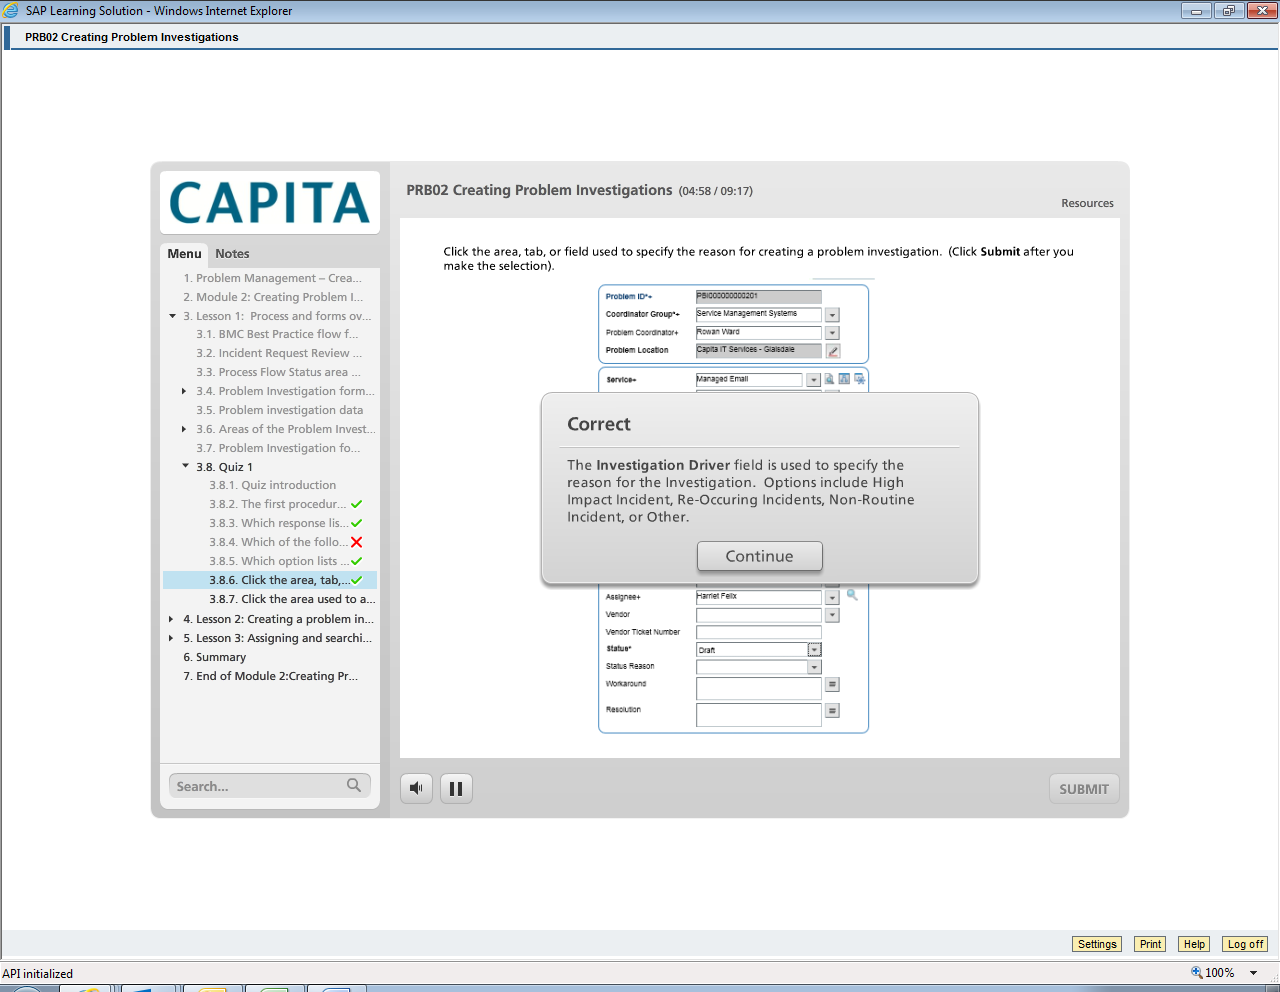 SAP Learning Solution - Windows Internet Explorer
PRB02 Creating Problem Investigations
CAPITA
PRB02 Creating Problem Investigations (04:58 / 09:17)
Resources
Menu
Notes
1. Problem Management – Crea...
2. Module 2: Creating Problem I...
3. Lesson 1:  Process and forms ov...
3.1. BMC Best Practice flow f...
3.2. Incident Request Review ...
3.3. Process Flow Status area ...
3.4. Problem Investigation form...
3.5. Problem investigation data
3.6. Areas of the Problem Invest...
3.7. Problem Investigation fo...
3.8. Quiz 1
3.8.1. Quiz introduction
3.8.2. The first procedur...
3.8.3. Which response lis...
3.8.4. Which of the follo...
3.8.5. Which option lists ...
3.8.6. Click the area, tab,...
3.8.7. Click the area used to a...
4. Lesson 2: Creating a problem in...
5. Lesson 3: Assigning and searchi...
6. Summary
7. End of Module 2:Creating Pr...
Search...
Click the area, tab, or field used to specify the reason for creating a problem investigation.  (Click Submit after you
make the selection).
Problem ID*+ PBI000000000201
Coordinator Group*+ Service Management Systems
Problem Coordinator+ Rowan Ward
Problem Location Capita IT Services - Glaisdale
Service+ Managed Email
Correct
The Investigation Driver field is used to specify the
reason for the Investigation.  Options include High
Impact Incident, Re-Occuring Incidents, Non-Routine
Incident, or Other.
Continue
Assignee+ Harriet Felix
Vendor
Vendor Ticket Number
Status* Draft
Status Reason
Workaround
Resolution
SUBMIT
Settings Print Help Log off
API initialized
100%